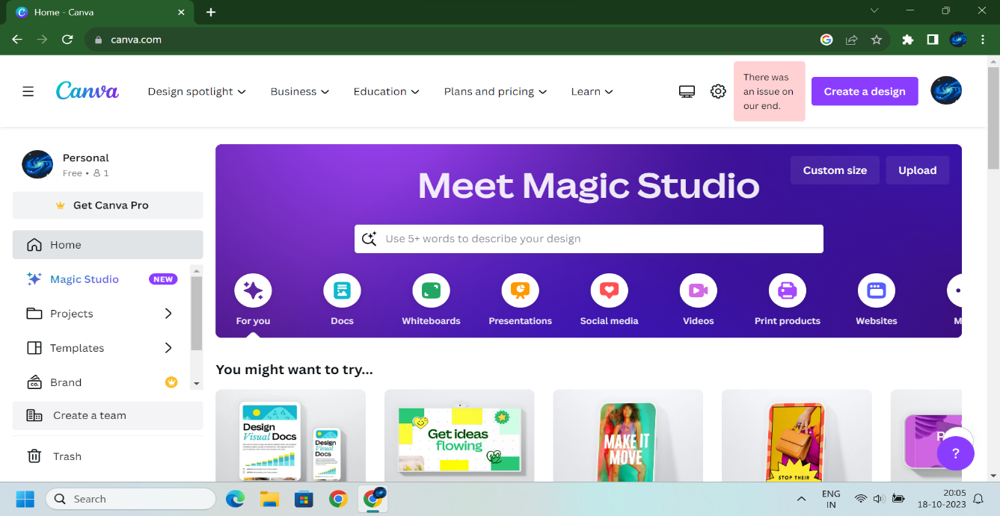 Home - Canva
canva.com
Canva
Design spotlight
Business
Education
Plans and pricing
Learn
There was
an issue on
our end.
Create a design
Personal
Free • 1
Get Canva Pro
Home
Magic Studio NEW
Projects
Templates
CO.
Brand
Create a team
Trash
Custom size
Upload
Meet Magic Studio
Use 5+ words to describe your design
For you
Docs
Whiteboards
Presentations
Social media
Videos
Print products
Websites
M
You might want to try...
Design
Visual Docs
Design
Visual
Docs
Get ideas
flowing
100
MAKE IT
MOVE
STOP THEIR
?
Search
ENG
IN
20:05
18-10-2023